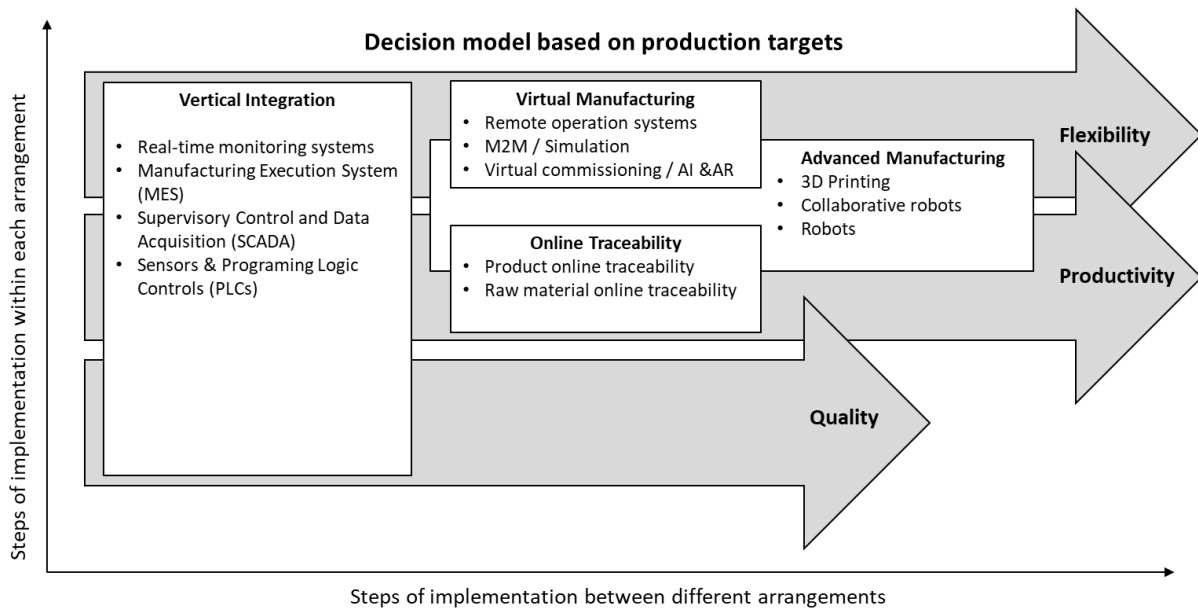 Decision model based on production targets
Vertical Integration
• Real-time monitoring systems
• Manufacturing Execution System
(MES)
• Supervisory Control and Data
Acquisition (SCADA)
• Sensors & Programing Logic
Controls (PLCs)
Virtual Manufacturing
• Remote operation systems
• M2M / Simulation
• Virtual commissioning / AI &AR
Online Traceability
• Product online traceability
• Raw material online traceability
Advanced Manufacturing
• 3D Printing
• Collaborative robots
• Robots
Flexibility
Productivity
Quality
Steps of implementation within each arrangement
Steps of implementation between different arrangements